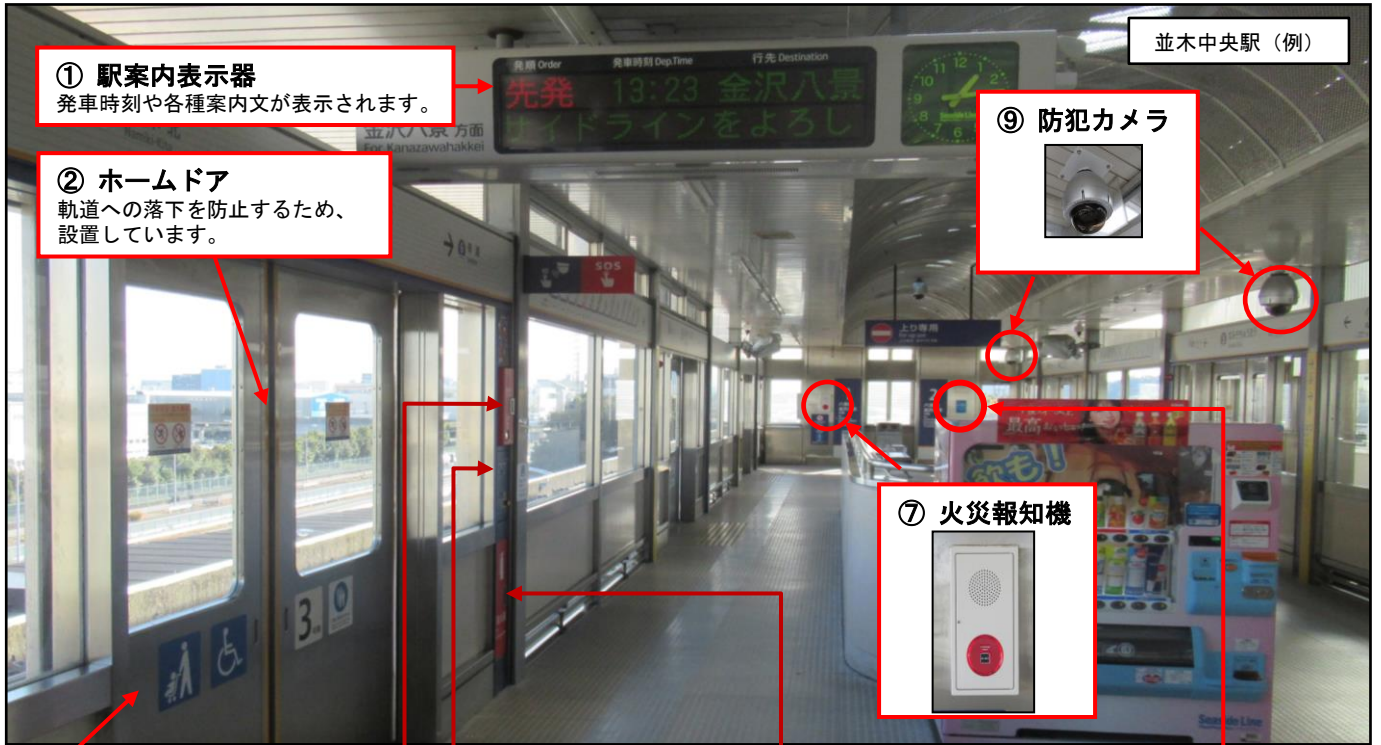 並木中央駅（例）
① 駅案内表示器
発車時刻や各種案内文が表示されます。
発順 Order 発車時刻 Dep.Time 行先 Destination
先発 13:23 金沢八景
サイドラインをよろし
金沢八景 方面
For Kanazawahakkei
② ホームドア
軌道への落下を防止するため、
設置しています。
⑨ 防犯カメラ
SOS
上り専用
最高
飲も！
⑦ 火災報知機
3
Seaside Line